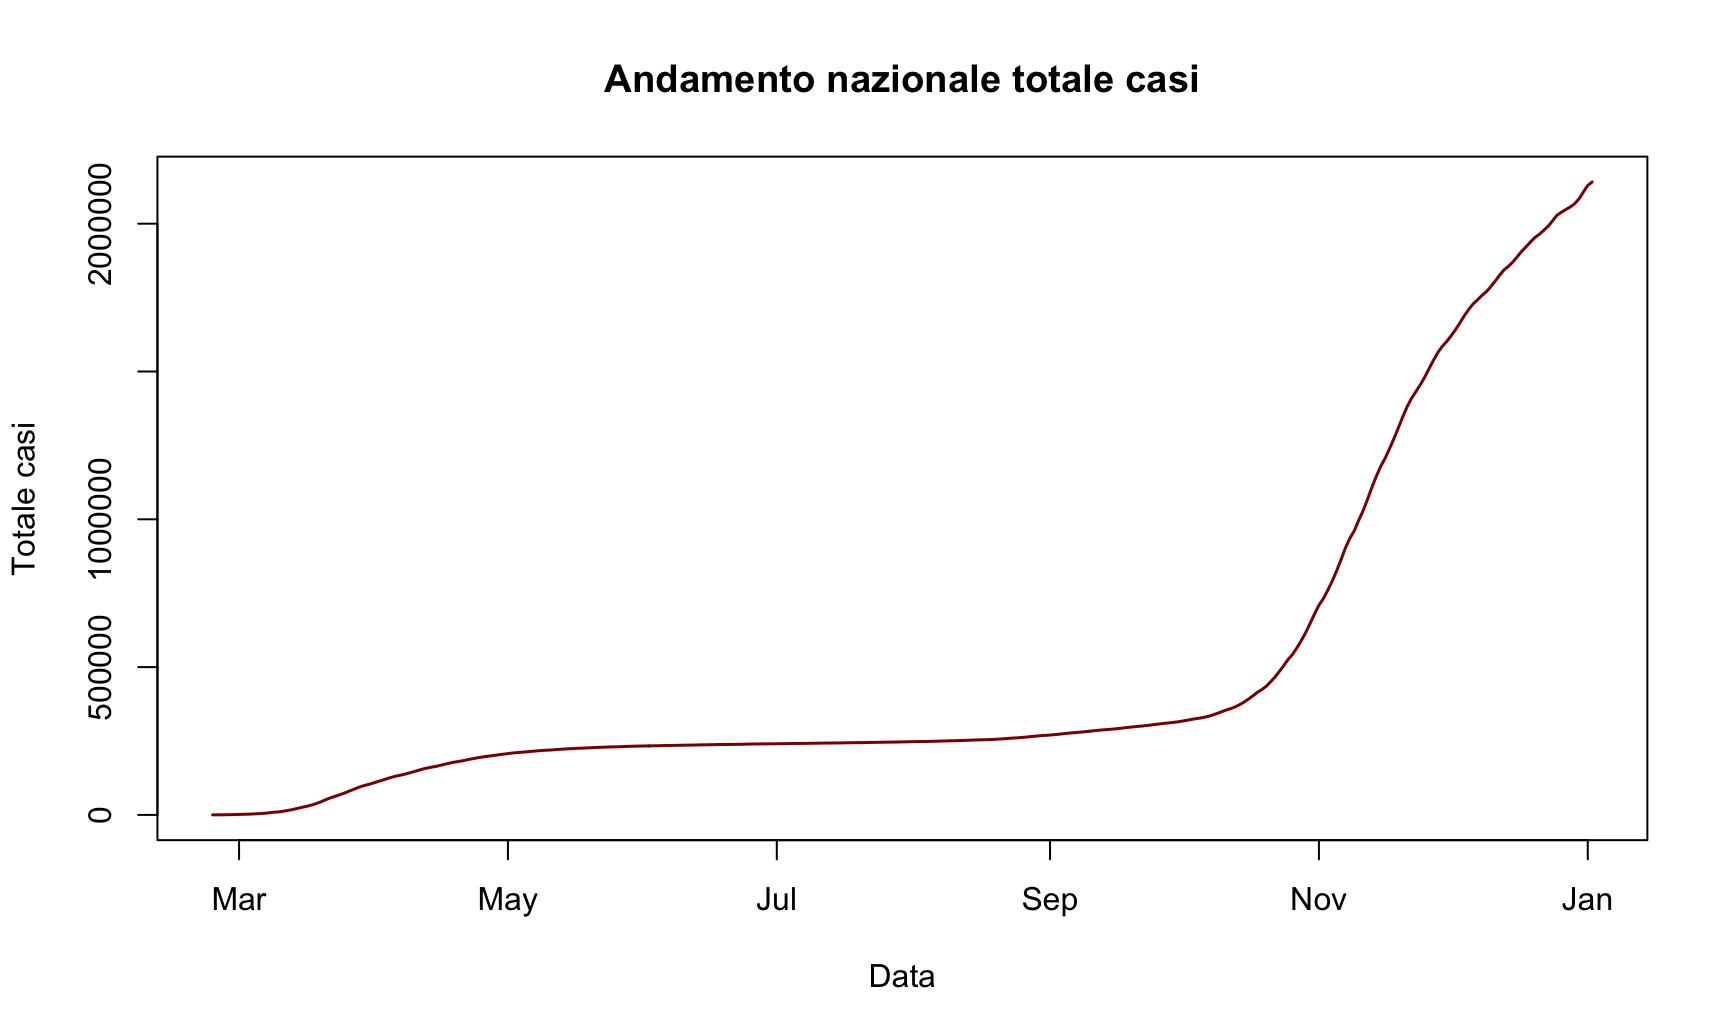 Andamento nazionale totale casi
Totale casi
2000000
1000000
500000
0
Mar May Jul Sep Nov Jan
Data